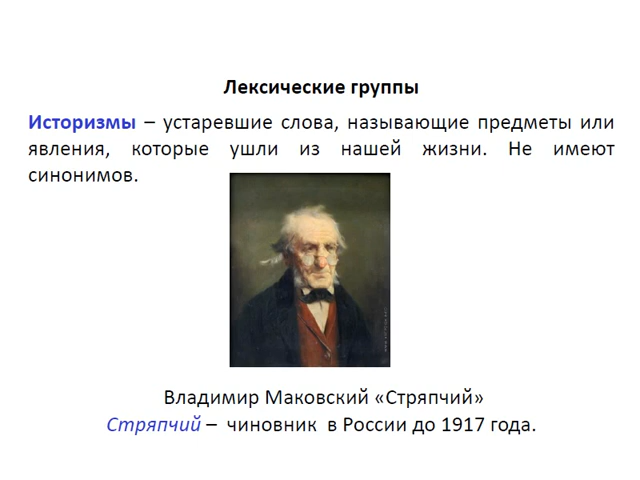 Лексические группы
Историзмы – устаревшие слова, называющие предметы или
явления, которые ушли из нашей жизни. Не имеют
синонимов.
Владимир Маковский «Стряпчий»
Стряпчий – чиновник в России до 1917 года.